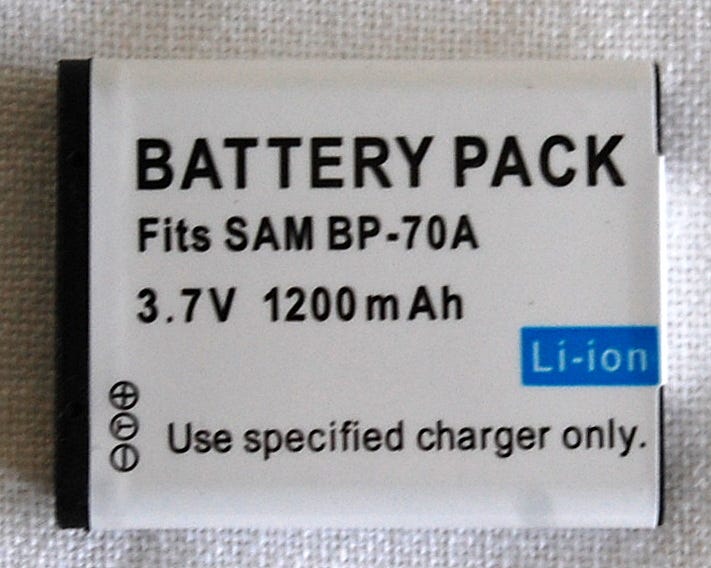 BATTERY PACK
Fits SAM BP-70A
3.7V 1200mAh
Li-ion
Use specified charger only.